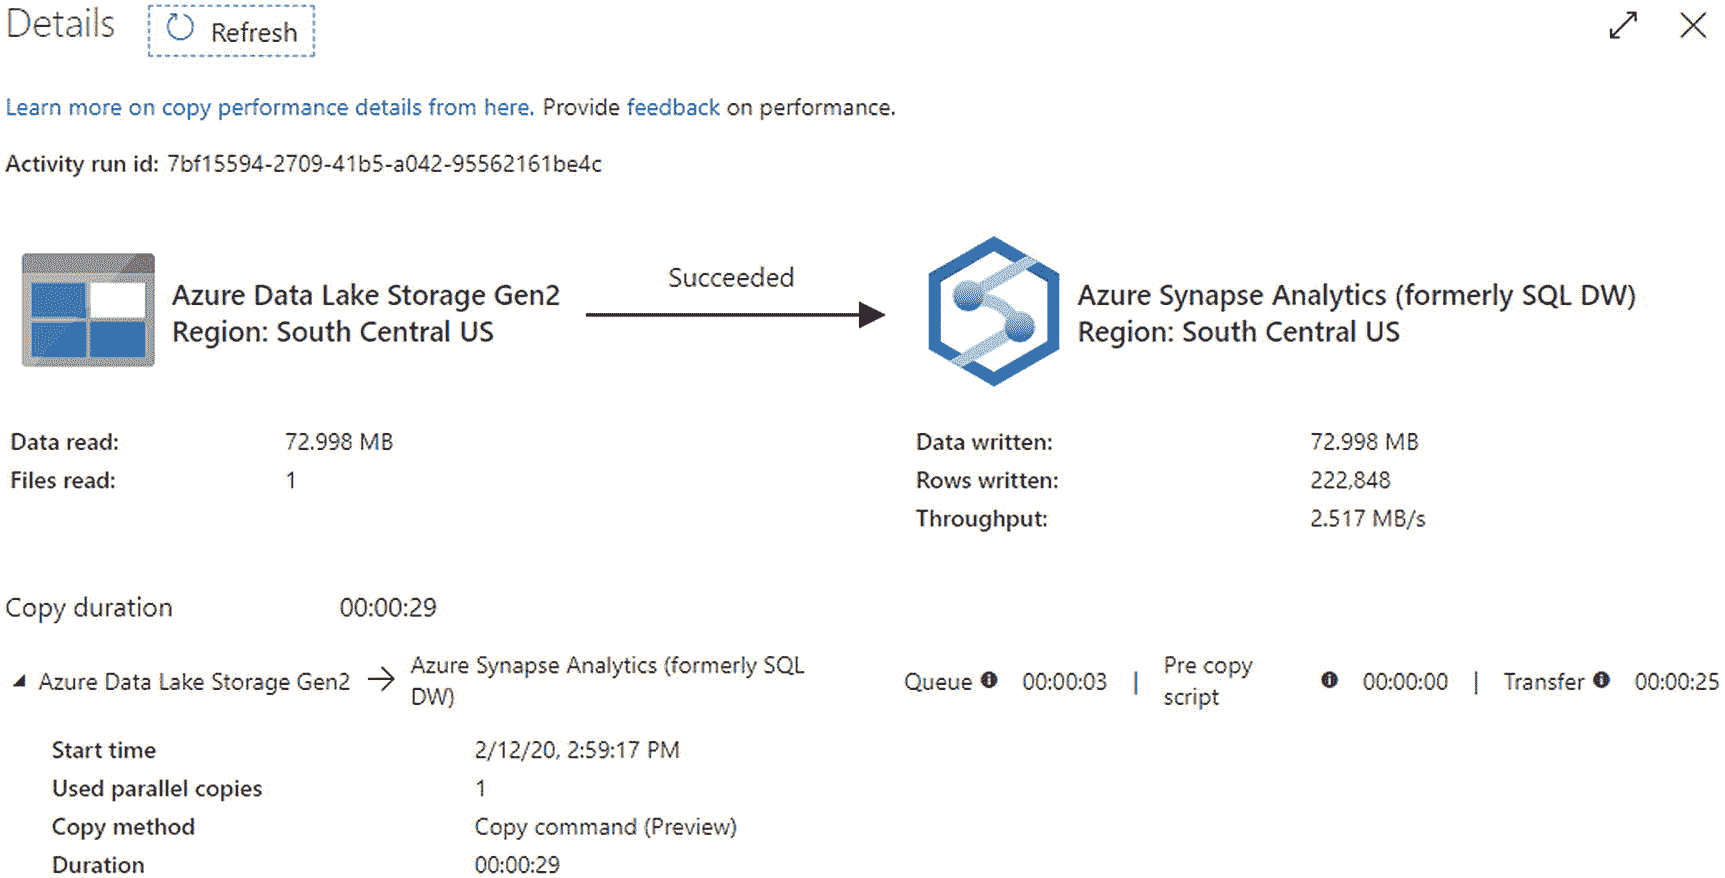 Details Refresh
Learn more on copy performance details from here. Provide feedback on performance.
Activity run id: 7bf15594-2709-41b5-a042-95562161be4c
Succeeded
Azure Data Lake Storage Gen2
Region: South Central US
Azure Synapse Analytics (formerly SQL DW)
Region: South Central US
Data read: 72.998 MB
Files read: 1
Data written: 72.998 MB
Rows written: 222,848
Throughput: 2.517 MB/s
Copy duration 00:00:29
Azure Data Lake Storage Gen2 → Azure Synapse Analytics (formerly SQL
DW)
Queue 00:00:03 | Pre copy
script 00:00:00 | Transfer 00:00:25
Start time 2/12/20, 2:59:17 PM
Used parallel copies 1
Copy method Copy command (Preview)
Duration 00:00:29